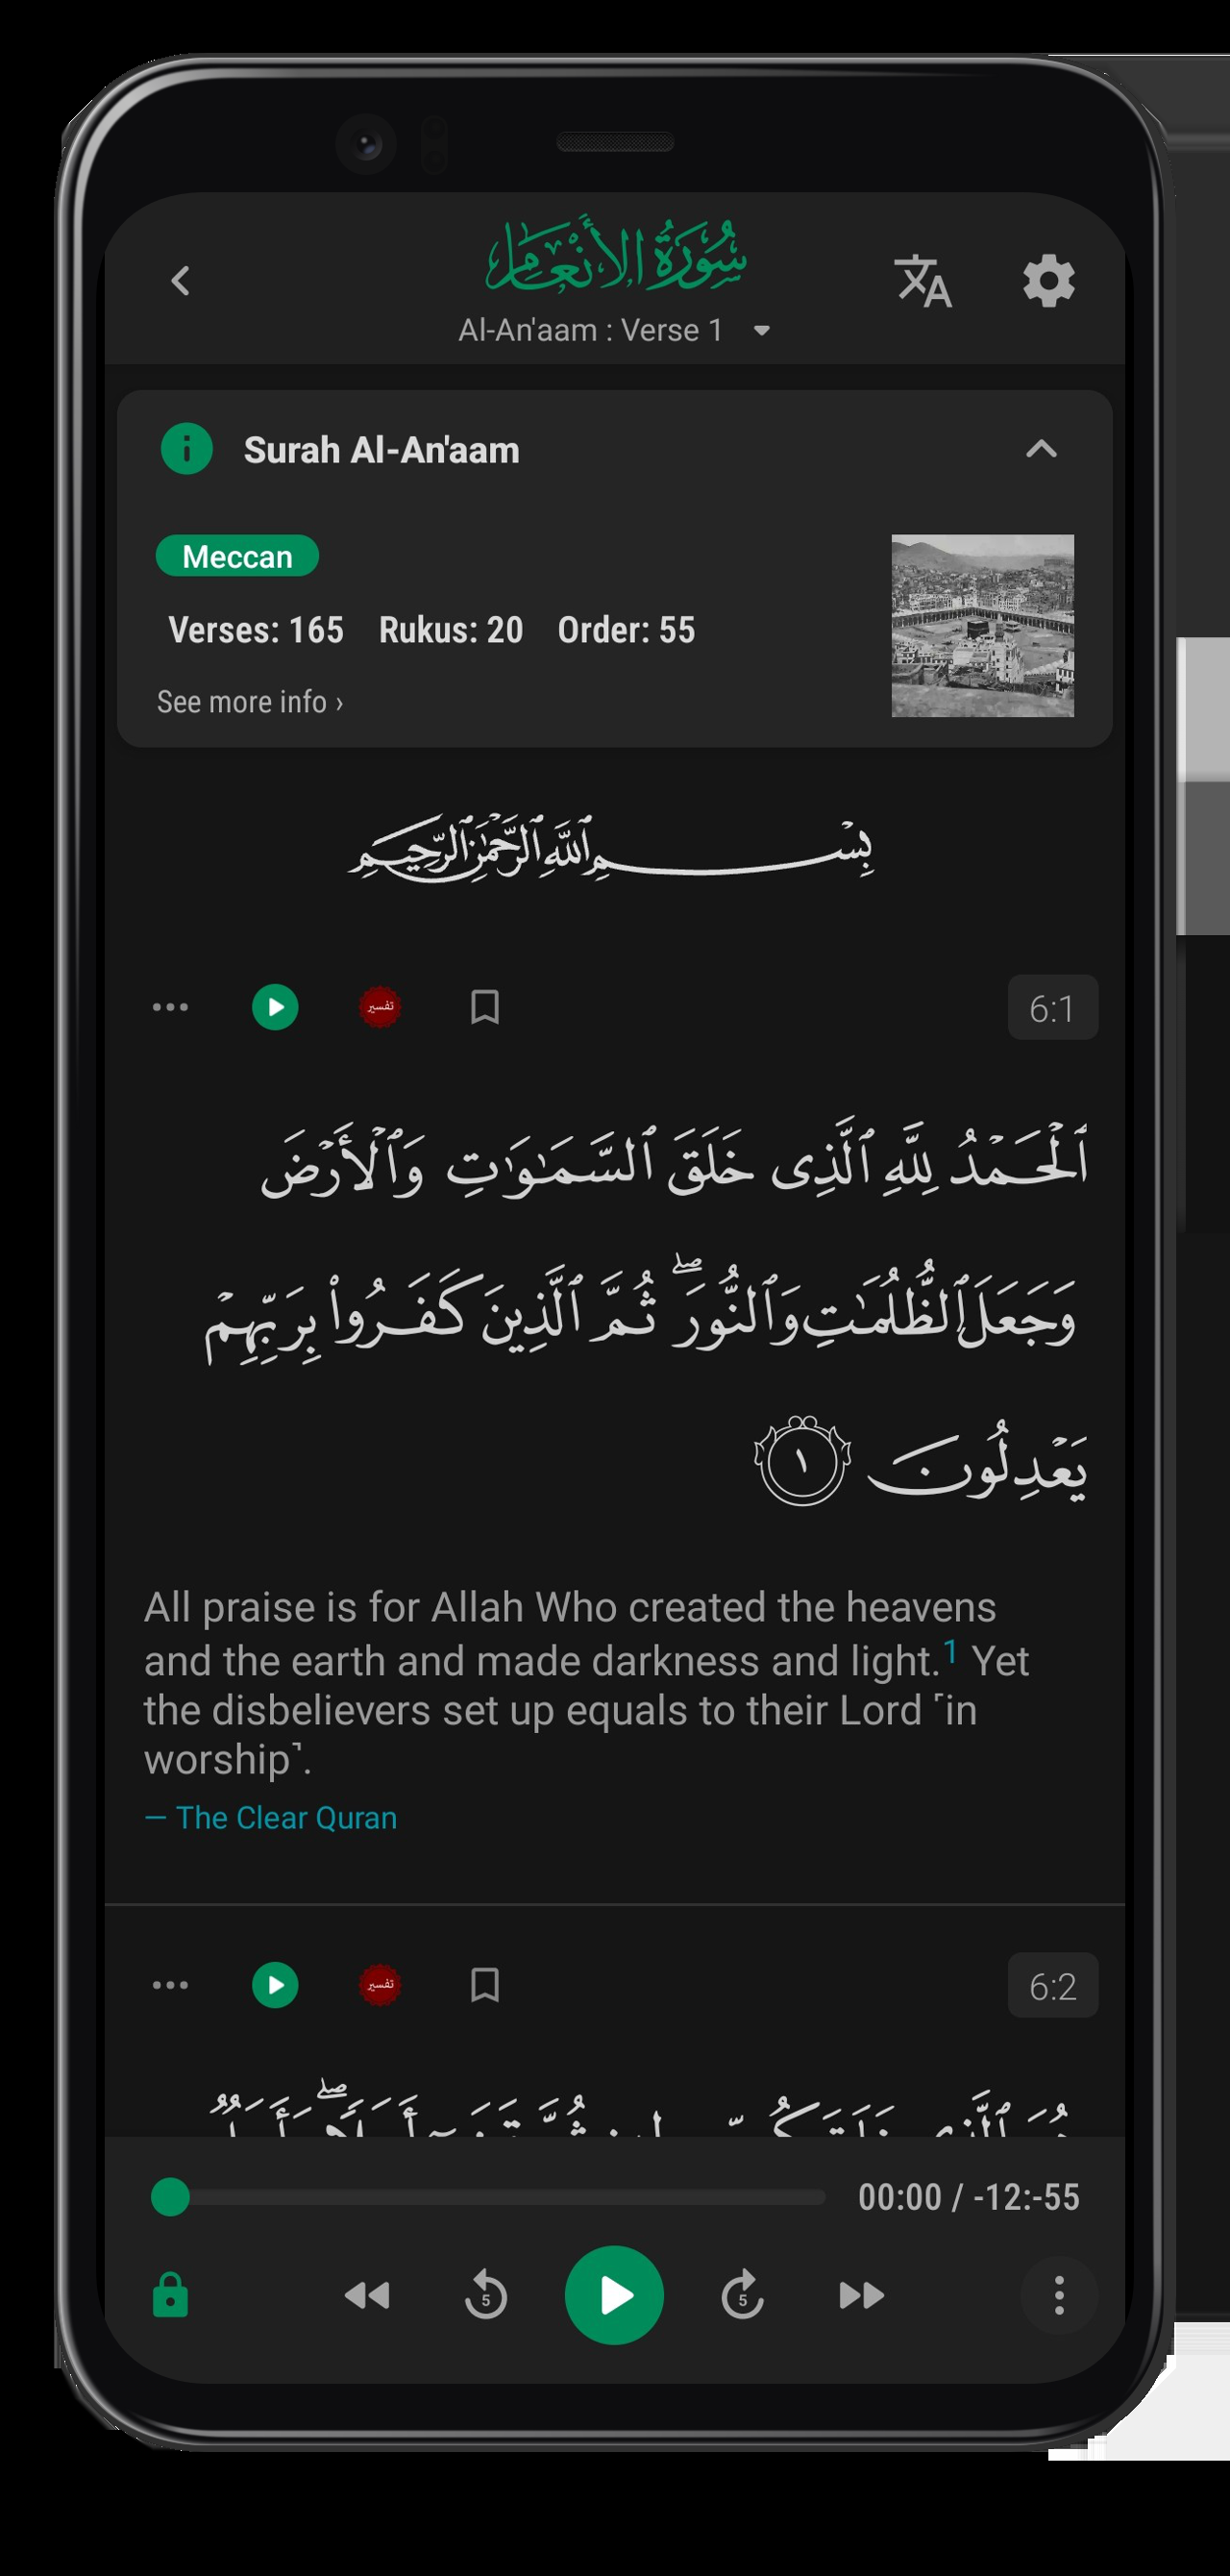 سُورَةُ الأَنْعَام
Al-An'aam : Verse 1
Surah Al-An'aam
Meccan
Verses: 165 Rukus: 20 Order: 55
See more info ›
بِسْمِ ٱللَّهِ ٱلرَّحْمَٰنِ ٱلرَّحِيمِ
تفسير
6:1
ٱلْحَمْدُ لِلَّهِ ٱلَّذِى خَلَقَ ٱلسَّمَـٰوَٰتِ وَٱلْأَرْضَ
وَجَعَلَ ٱلظُّلُمَـٰتِ وَٱلنُّورَ ۖ ثُمَّ ٱلَّذِينَ كَفَرُوا۟ بِرَبِّهِمْ
يَعْدِلُونَ ١
All praise is for Allah Who created the heavens
and the earth and made darkness and light.¹ Yet
the disbelievers set up equals to their Lord ˹in
worship˺.
— The Clear Quran
تفسير
6:2
00:00 / -12:-55
5 5